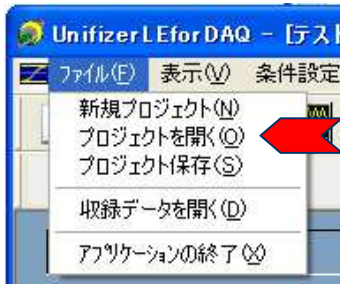 UnifizerLEforDAQ - [テスト
ファイル(F) 表示(V) 条件設定
新規プロジェクト(N)
プロジェクトを開く(O)
プロジェクト保存(S)
収録データを開く(D)
アプリケーションの終了(X)